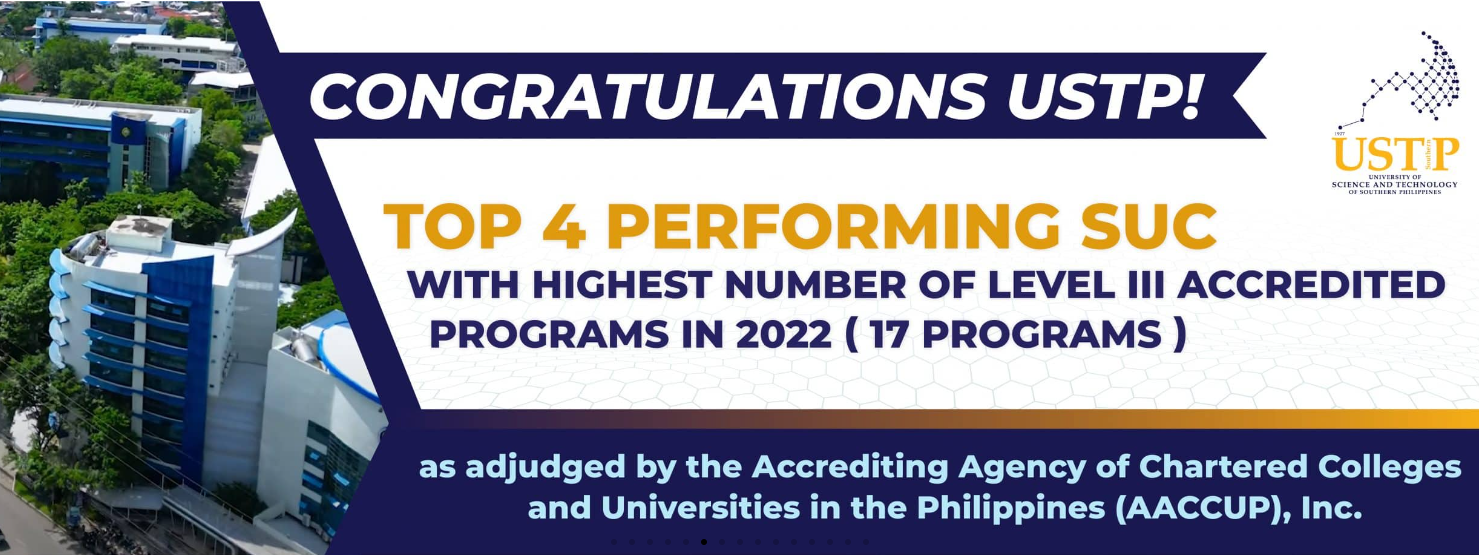 CONGRATULATIONS USTP!
1927
USTP
UNIVERSITY OF
SCIENCE AND TECHNOLOGY
OF SOUTHERN PHILIPPINES
TOP 4 PERFORMING SUC
WITH HIGHEST NUMBER OF LEVEL III ACCREDITED
PROGRAMS IN 2022 ( 17 PROGRAMS )
as adjudged by the Accrediting Agency of Chartered Colleges
and Universities in the Philippines (AACCUP), Inc.